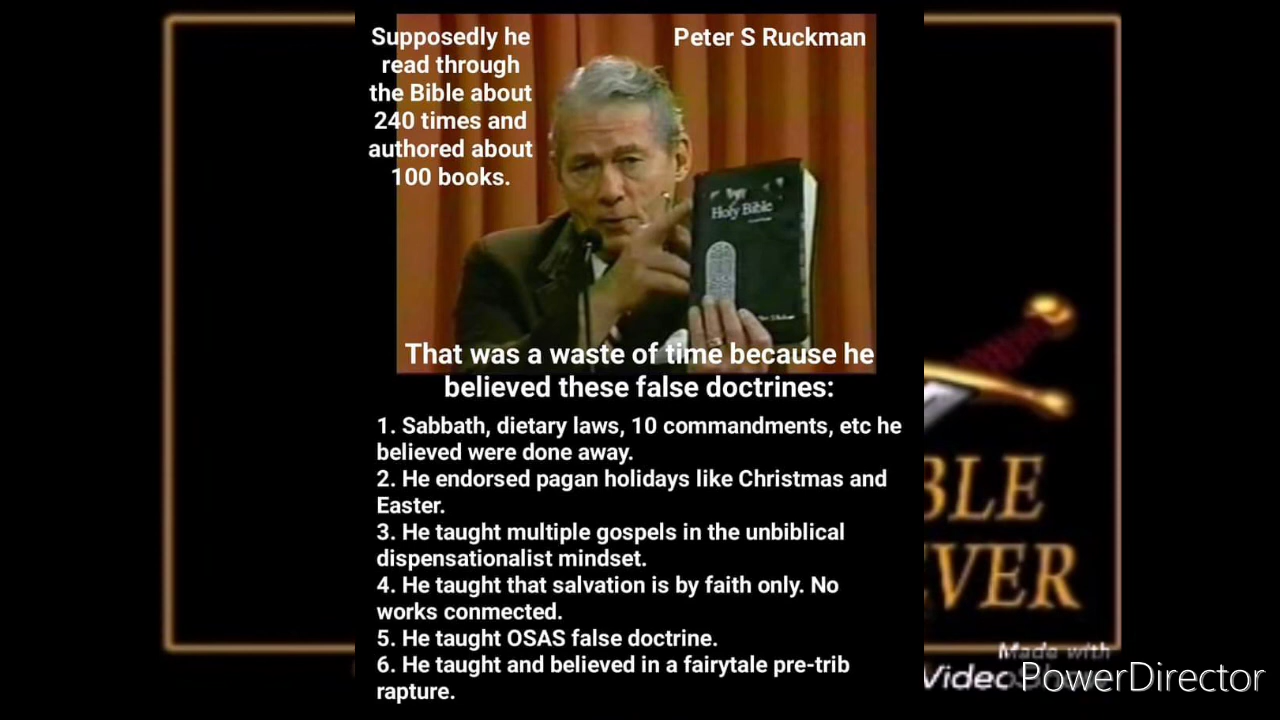 Supposedly he
read through
the Bible about
240 times and
authored about
100 books.
Peter S Ruckman
Holy Bible
That was a waste of time because he
believed these false doctrines:
1. Sabbath, dietary laws, 10 commandments, etc he
believed were done away.
2. He endorsed pagan holidays like Christmas and
Easter.
3. He taught multiple gospels in the unbiblical
dispensationalist mindset.
4. He taught that salvation is by faith only. No
works conmected.
5. He taught OSAS false doctrine.
6. He taught and believed in a fairytale pre-trib
rapture.
BLE
EVER
Made with
PowerDirector